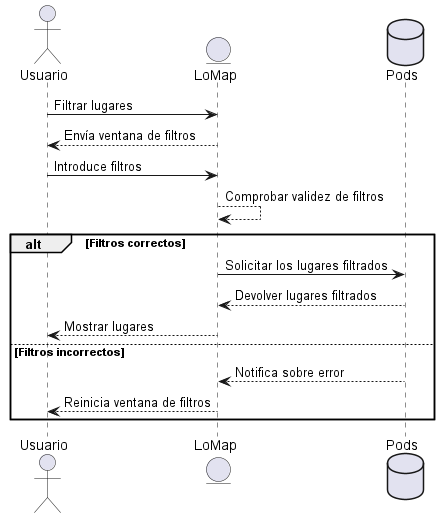 Usuario LoMap Pods
Filtrar lugares
Envía ventana de filtros
Introduce filtros
Comprobar validez de filtros
alt [Filtros correctos]
Solicitar los lugares filtrados
Devolver lugares filtrados
Mostrar lugares
[Filtros incorrectos]
Notifica sobre error
Reinicia ventana de filtros
Usuario LoMap Pods